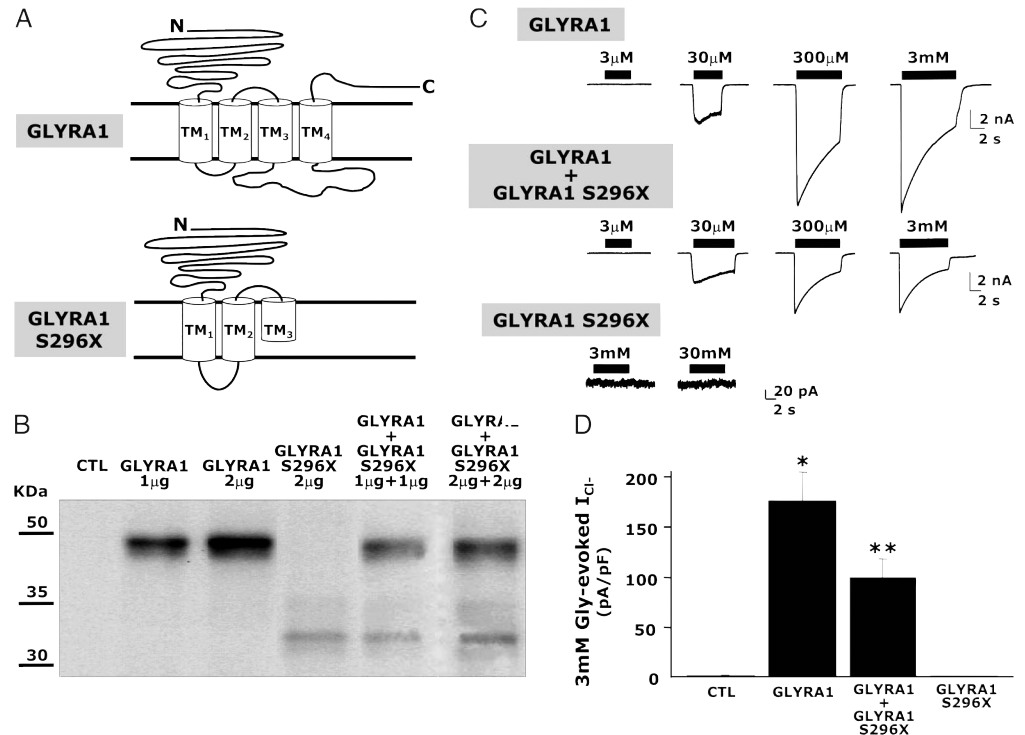 A
N
C
GLYRA1
TM1 TM2 TM3 TM4
N
GLYRA1
S296X
TM1 TM2 TM3
C
GLYRA1
3μM 30μM 300μM 3mM
2 nA
2 s
GLYRA1
+
GLYRA1 S296X
3μM 30μM 300μM 3mM
2 nA
2 s
GLYRA1 S296X
3mM 30mM
20 pA
2 s
B
KDa
CTL
GLYRA1
1μg
GLYRA1
2μg
GLYRA1
S296X
2μg
GLYRA1
+
GLYRA1
S296X
1μg+1μg
+
GLYRA1
S296X
2μg+2μg
50
35
30
D
3mM Gly-evoked ICl-
(pA/pF)
200
150
100
50
0
*
**
CTL
GLYRA1
GLYRA1
+
GLYRA1
S296X
GLYRA1
S296X